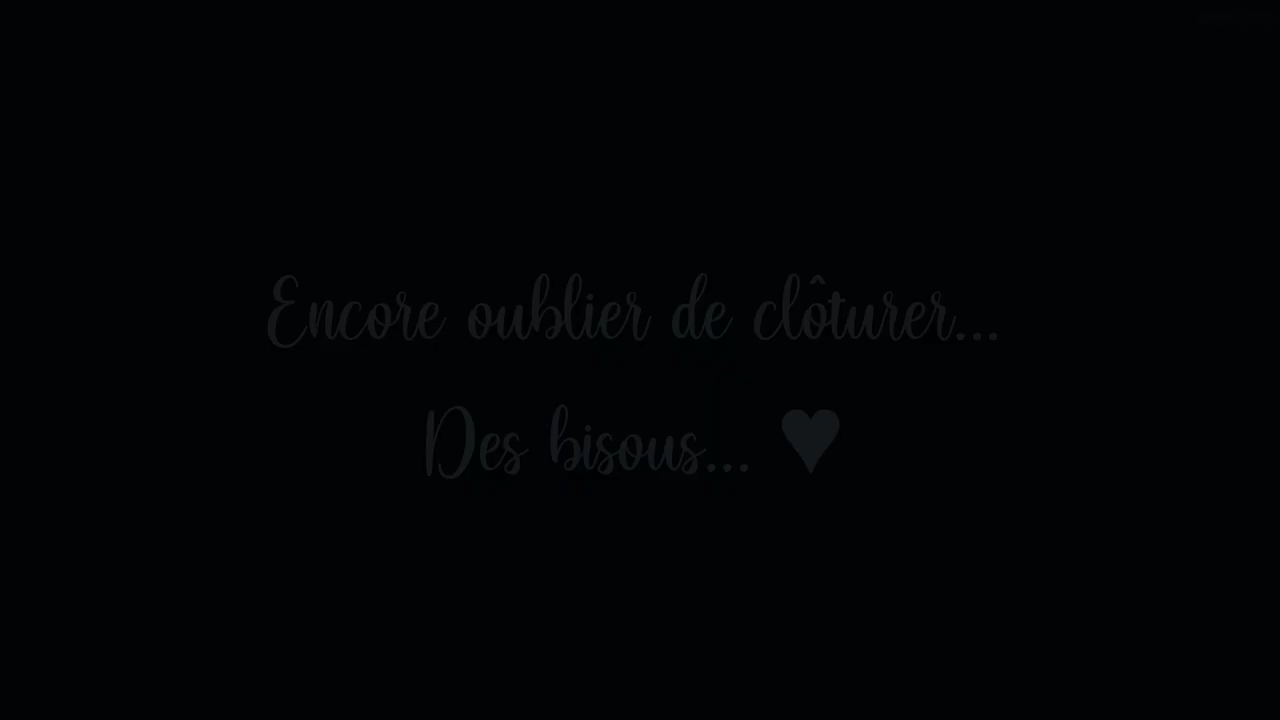 Encore oublier de clôturer...
Des bisous... ♥